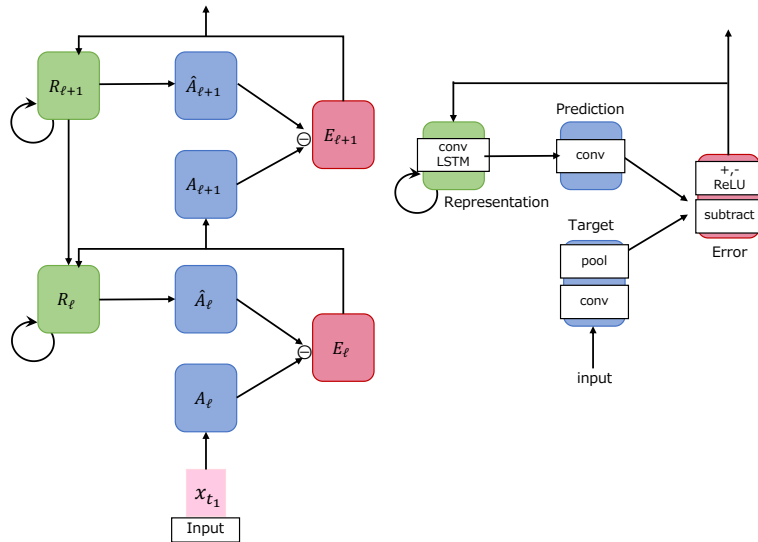 R_{ℓ+1}
Â_{ℓ+1}
E_{ℓ+1}
A_{ℓ+1}
R_ℓ
Â_ℓ
E_ℓ
A_ℓ
x_{t_1}
Input
Prediction
conv
LSTM
conv
Representation
+,-
ReLU
subtract
Error
Target
pool
conv
input